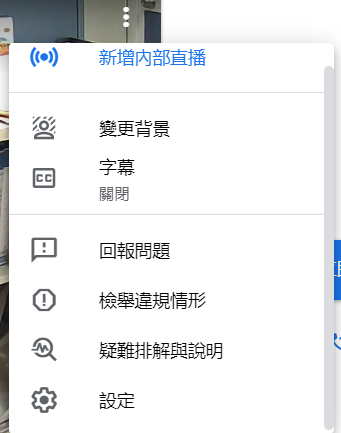 新增內部直播
變更背景
CC
字幕
關閉
回報問題
檢舉違規情形
疑難排解與說明
設定